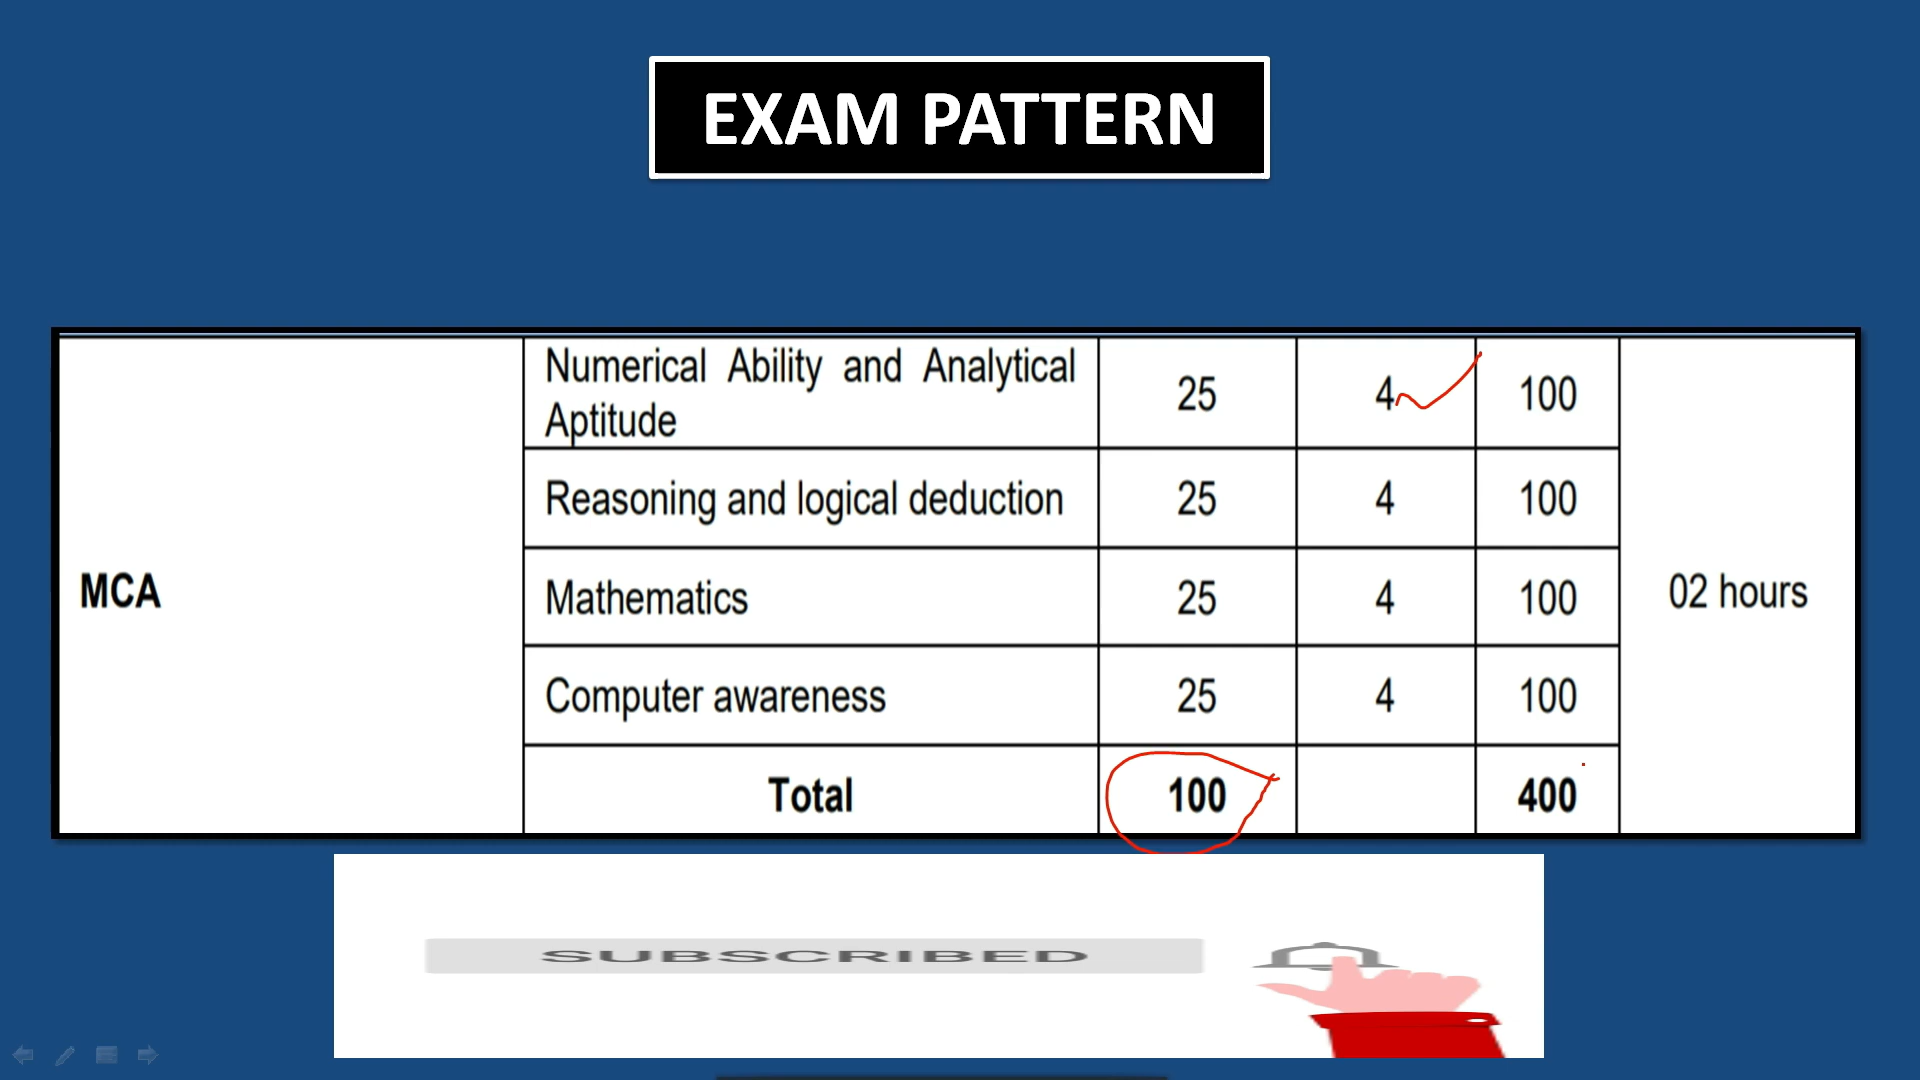 EXAM PATTERN
Numerical Ability and Analytical
Aptitude
25 4 100
Reasoning and logical deduction 25 4 100
MCA
Mathematics 25 4 100
02 hours
Computer awareness 25 4 100
Total 100 400
SUBSCRIBED